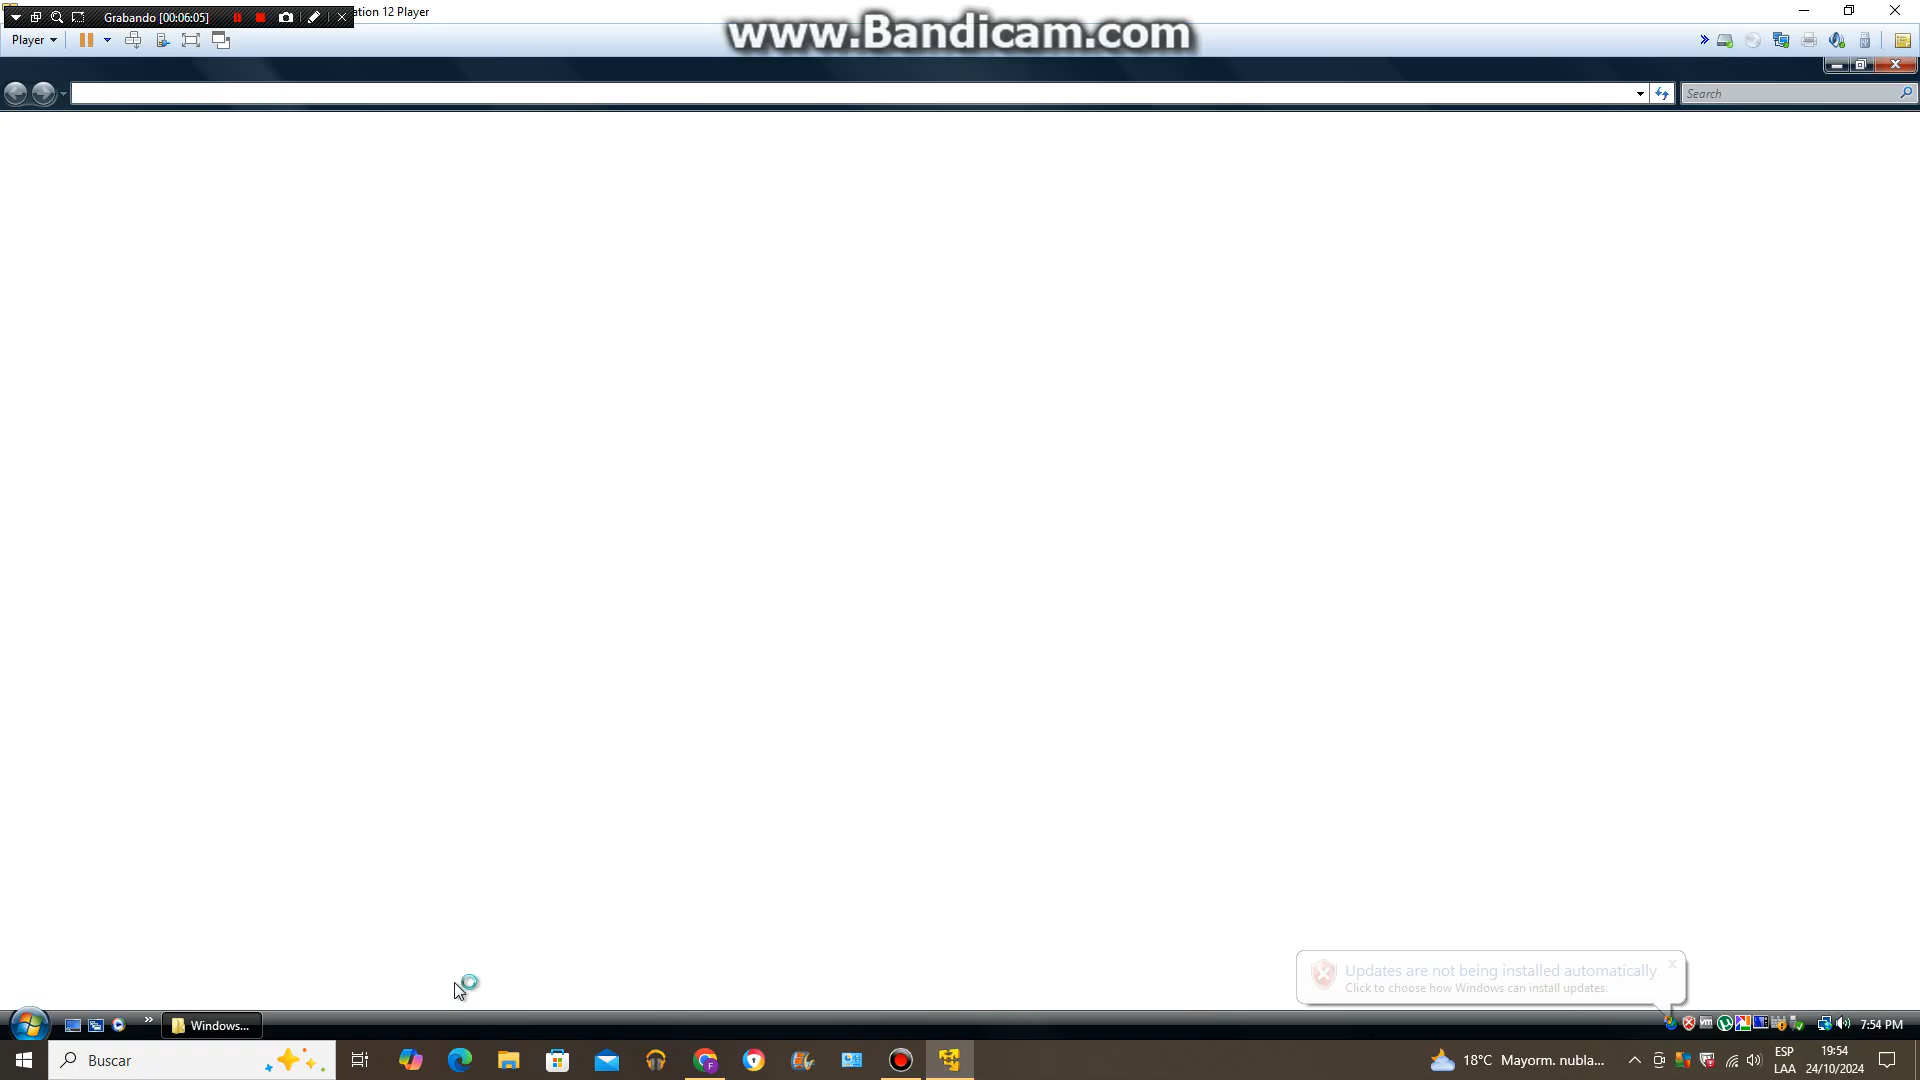 Grabando [00:06:05]
ation 12 Player
www.Bandicam.com
Player
Search
Updates are not being installed automatically
Click to choose how Windows can install updates.
Windows...
7:54 PM
Buscar
18°C Mayorm. nubla...
ESP
LAA
19:54
24/10/2024